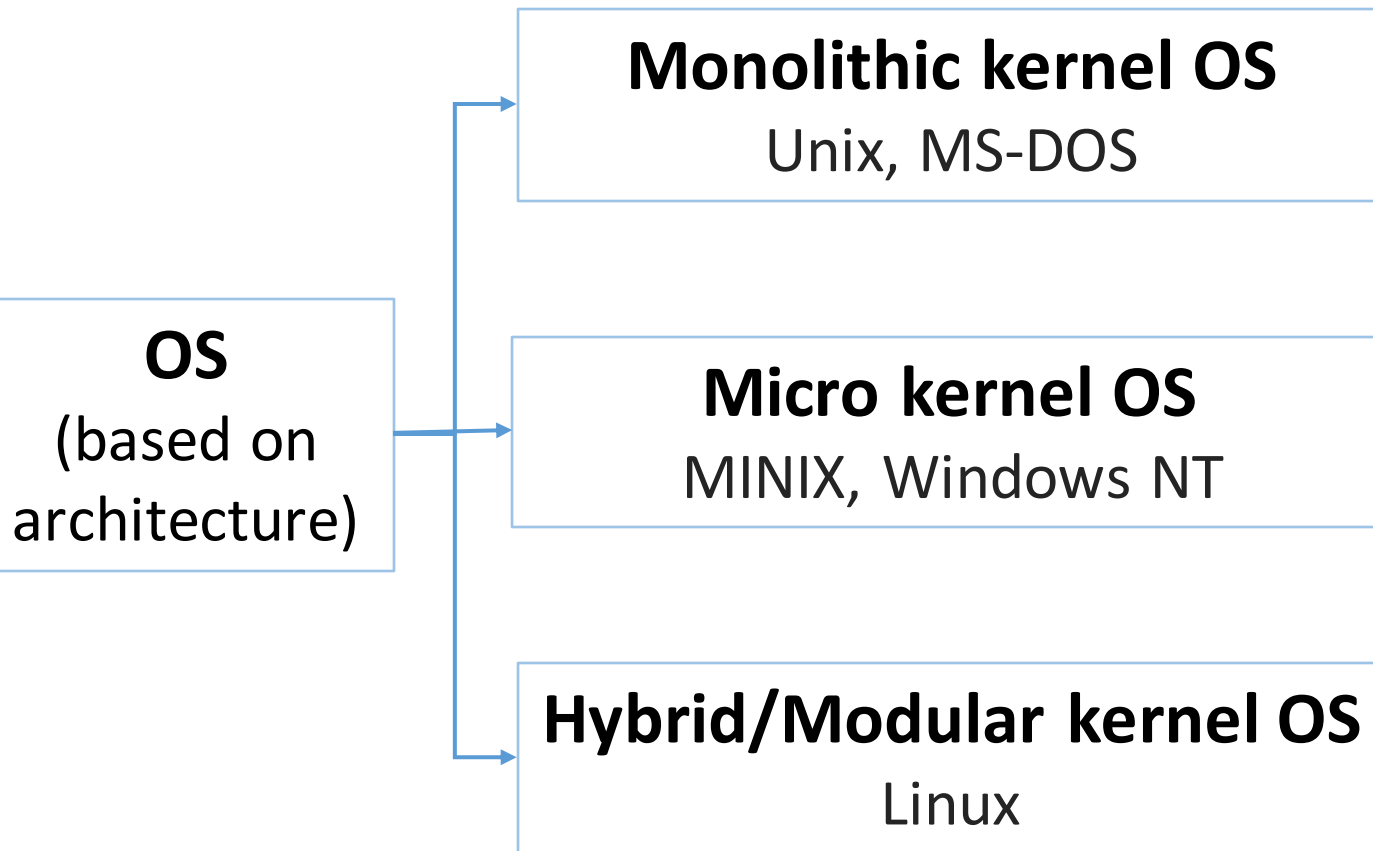 Monolithic kernel OS
Unix, MS-DOS
OS
(based on
architecture)
Micro kernel OS
MINIX, Windows NT
Hybrid/Modular kernel OS
Linux